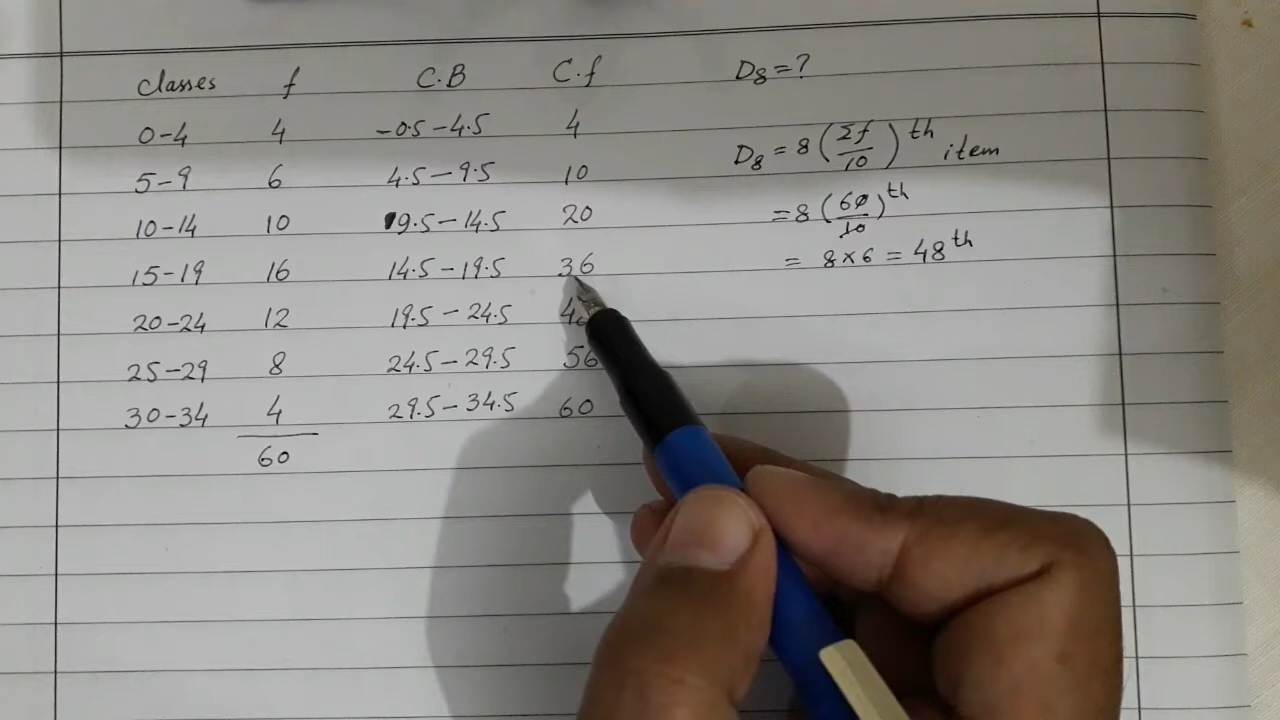 classes f C.B C.f D8 = ?
0-4 4 -0.5-4.5 4
5-9 6 4.5-9.5 10 D8 = 8 (Σf/10)th item
10-14 10 9.5-14.5 20 = 8 (60/10)th
15-19 16 14.5-19.5 36 = 8×6 = 48th
20-24 12 19.5-24.5
25-29 8 24.5-29.5 56
30-34 4 29.5-34.5 60
60